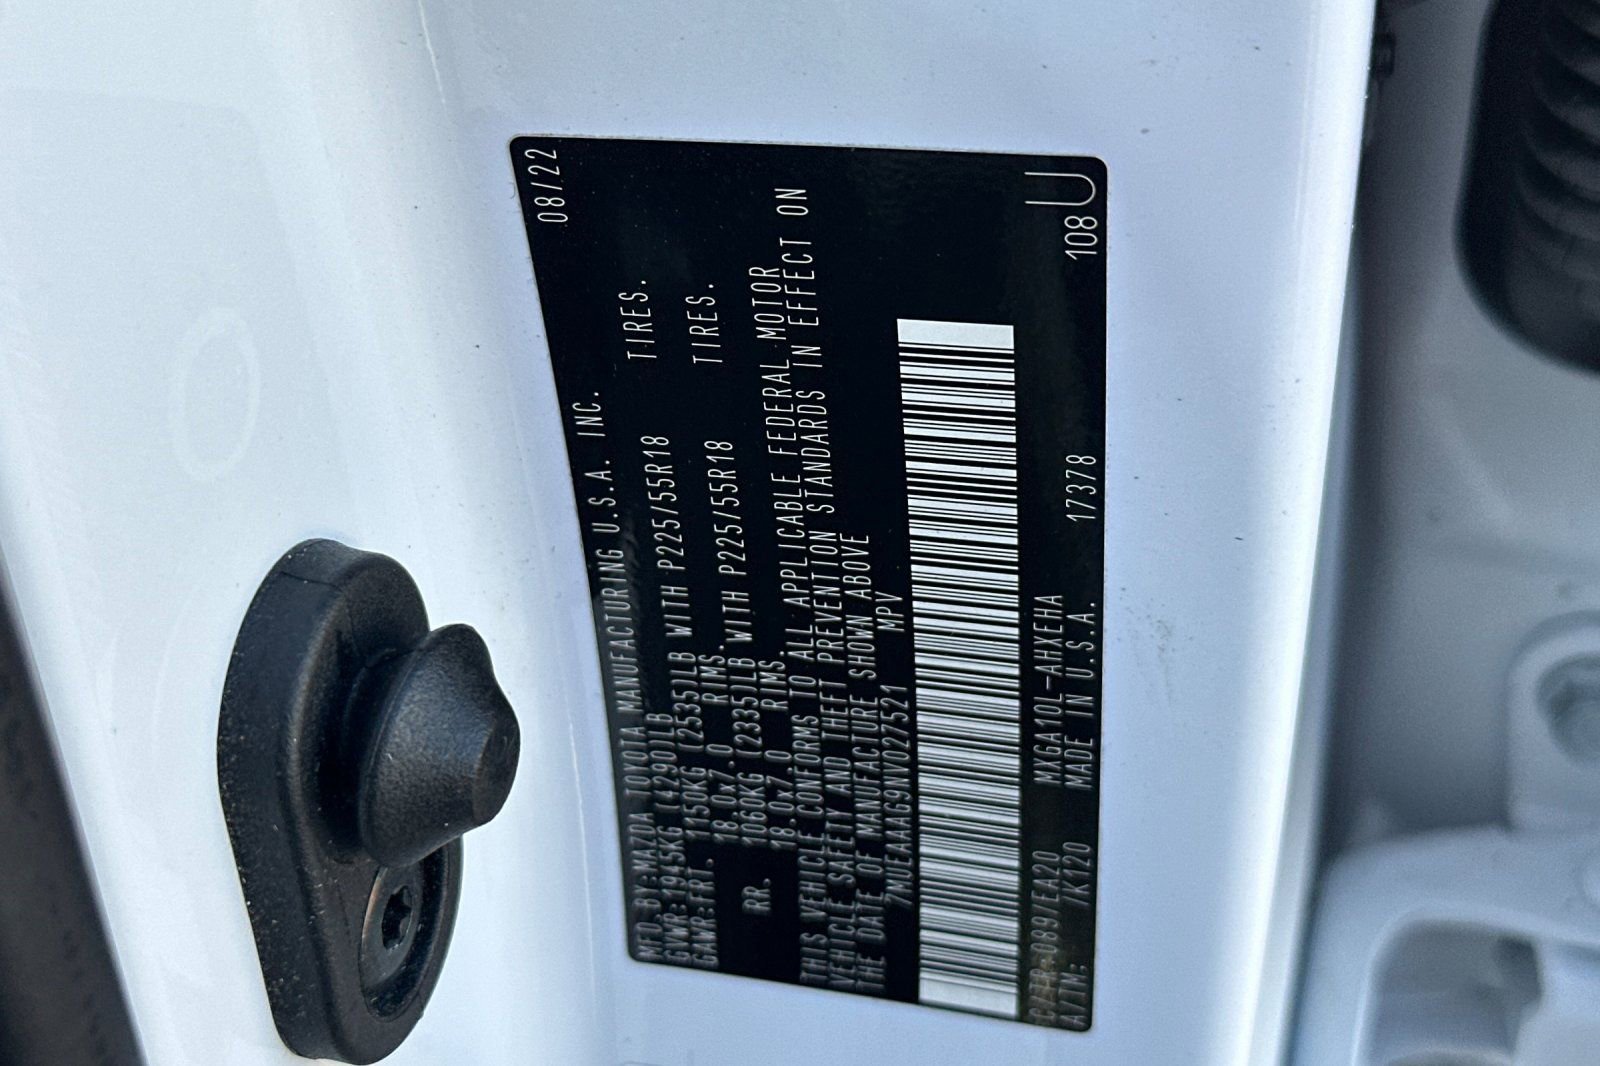 MFD. BY:MAZDA TOYOTA MANUFACTURING U.S.A. INC. 08/22
GVWR:1945KG (4290)LB
GAWR:FRT. 1150KG (2535)LB WITH P225/55R18 TIRES.
18.0x7.0 RIMS.
RR. 1060KG (2335)LB WITH P225/55R18 TIRES.
18.0x7.0 RIMS.
THIS VEHICLE CONFORMS TO ALL APPLICABLE FEDERAL MOTOR
VEHICLE SAFETY AND THEFT PREVENTION STANDARDS IN EFFECT ON
THE DATE OF MANUFACTURE SHOWN ABOVE
7MUEAAAG9NV027521 MPV
C/TR:089/EA20 MXGA10L-AHXEHA
A/TM: /K120 MADE IN U.S.A. 17378 108 U